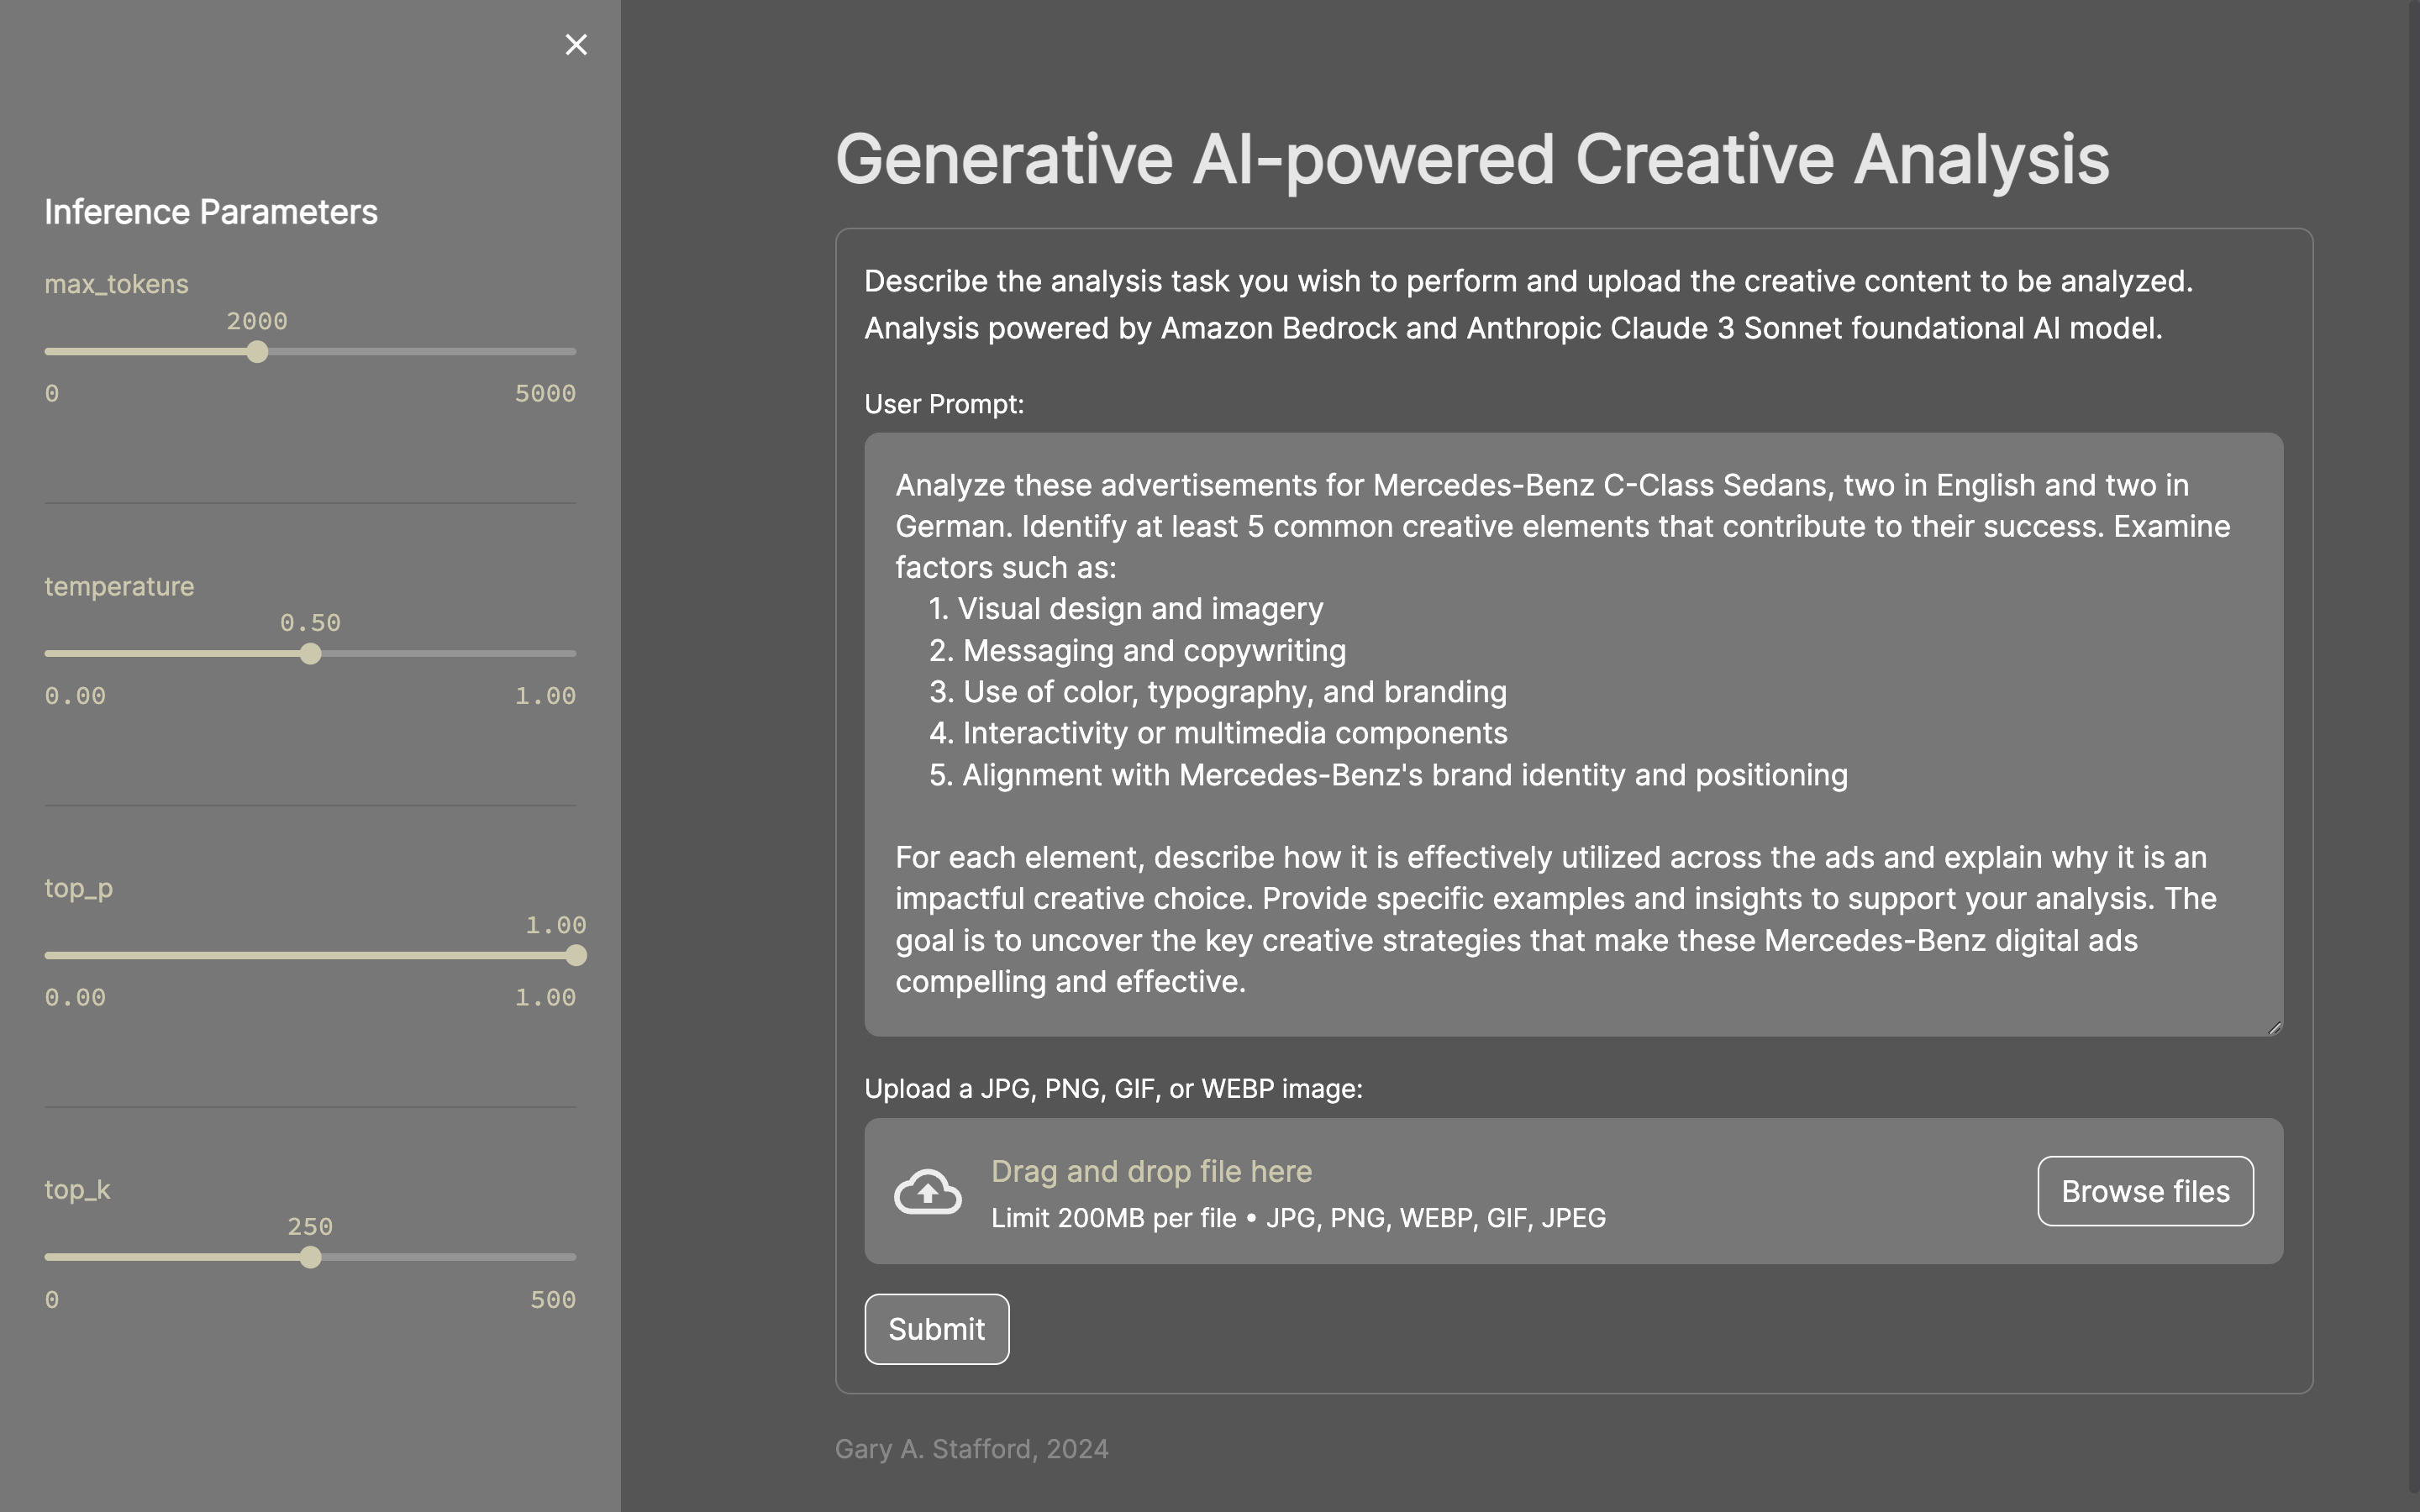 Inference Parameters
max_tokens
2000
0 5000
temperature
0.50
0.00 1.00
top_p
1.00
0.00 1.00
top_k
250
0 500
Generative AI-powered Creative Analysis
Describe the analysis task you wish to perform and upload the creative content to be analyzed.
Analysis powered by Amazon Bedrock and Anthropic Claude 3 Sonnet foundational AI model.
User Prompt:
Analyze these advertisements for Mercedes-Benz C-Class Sedans, two in English and two in
German. Identify at least 5 common creative elements that contribute to their success. Examine
factors such as:
1. Visual design and imagery
2. Messaging and copywriting
3. Use of color, typography, and branding
4. Interactivity or multimedia components
5. Alignment with Mercedes-Benz's brand identity and positioning
For each element, describe how it is effectively utilized across the ads and explain why it is an
impactful creative choice. Provide specific examples and insights to support your analysis. The
goal is to uncover the key creative strategies that make these Mercedes-Benz digital ads
compelling and effective.
Upload a JPG, PNG, GIF, or WEBP image:
Drag and drop file here
Limit 200MB per file • JPG, PNG, WEBP, GIF, JPEG
Browse files
Submit
Gary A. Stafford, 2024